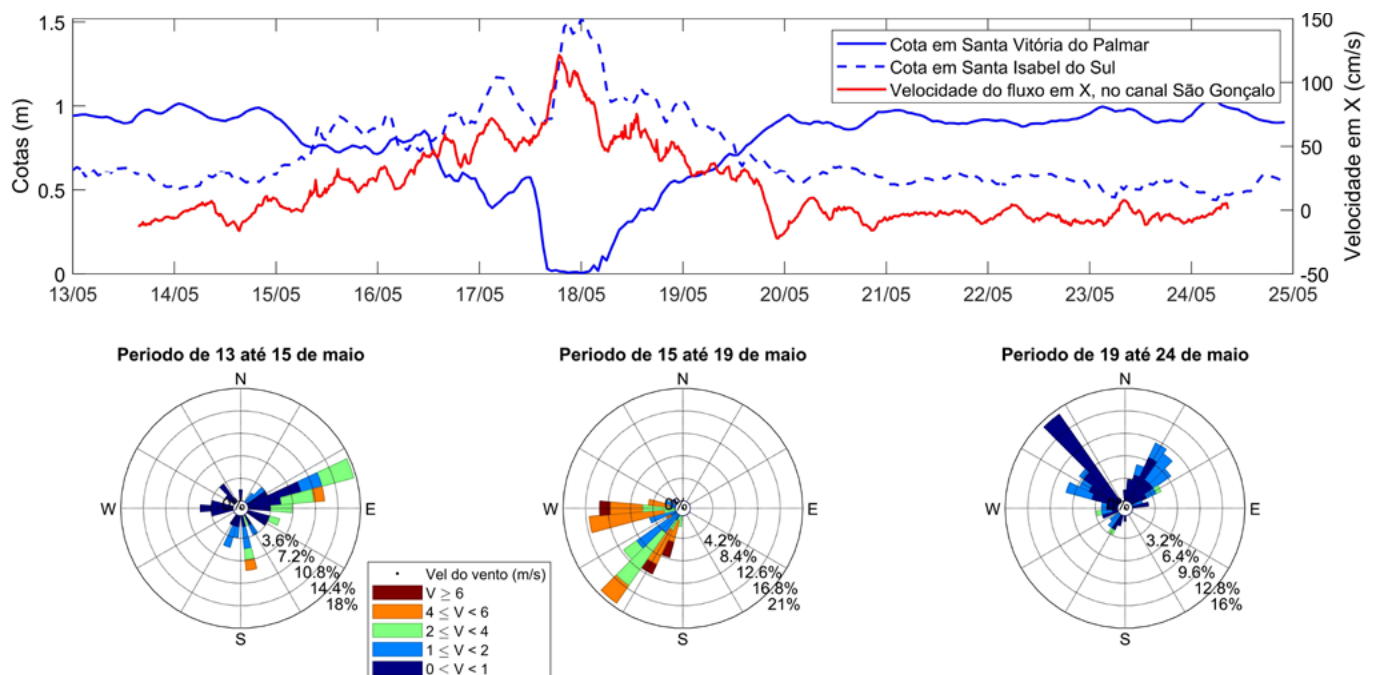 1.5
1
0.5
0
Cotas (m)
150
100
50
0
-50
Velocidade em X (cm/s)
Cota em Santa Vitória do Palmar
Cota em Santa Isabel do Sul
Velocidade do fluxo em X, no canal São Gonçalo
13/05 14/05 15/05 16/05 17/05 18/05 19/05 20/05 21/05 22/05 23/05 24/05 25/05
Periodo de 13 até 15 de maio
N
W
E
S
3.6%
7.2%
10.8%
14.4%
18%
Vel do vento (m/s)
V ≥ 6
4 ≤ V < 6
2 ≤ V < 4
1 ≤ V < 2
0 < V < 1
Periodo de 15 até 19 de maio
N
W
E
S
0%
4.2%
8.4%
12.6%
16.8%
21%
Periodo de 19 até 24 de maio
N
W
E
S
3.2%
6.4%
9.6%
12.8%
16%